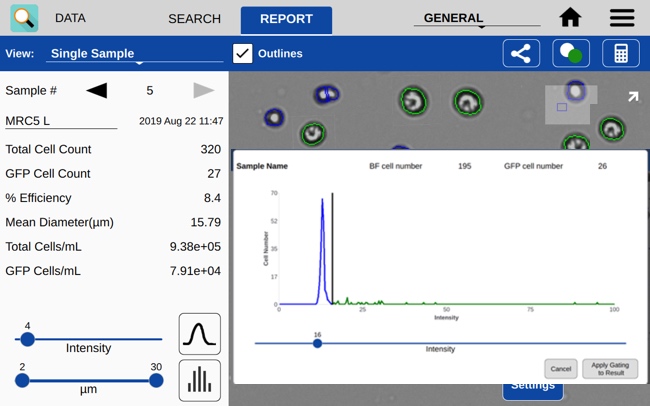 DATA SEARCH REPORT GENERAL
View: Single Sample Outlines
Sample # 5
MRC5 L 2019 Aug 22 11:47
Total Cell Count 320
GFP Cell Count 27
% Efficiency 8.4
Mean Diameter(µm) 15.79
Total Cells/mL 9.38e+05
GFP Cells/mL 7.91e+04
4
Intensity
2 30
µm
Sample Name BF cell number 195 GFP cell number 26
70
52
35
17
0
Cell Number
0 25 50 75 100
Intensity
16
Intensity
Cancel
Apply Gating
to Result
Settings